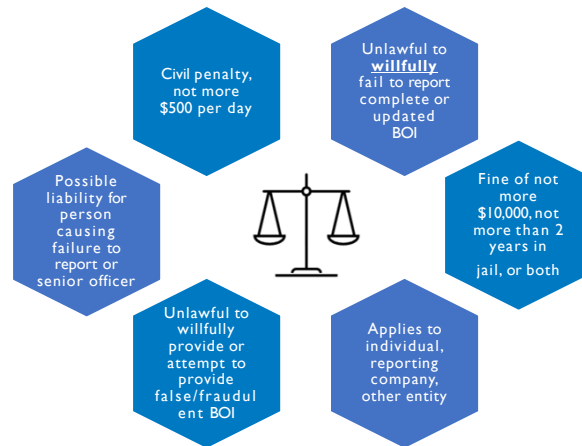 Civil penalty,
not more
$500 per day
Unlawful to
willfully
fail to report
complete or
updated
BOI
Possible
liability for
person
causing
failure to
report or
senior officer
Fine of not
more
$10,000, not
more than 2
years in
jail, or both
Unlawful to
willfully
provide or
attempt to
provide
false/fraudul
ent BOI
Applies to
individual,
reporting
company,
other entity